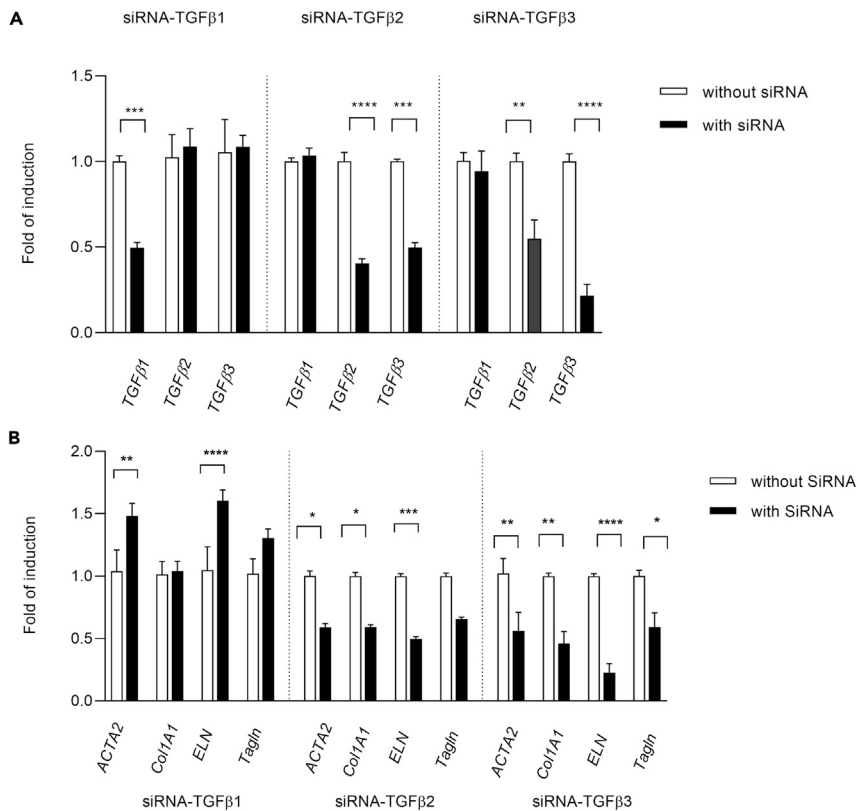 A
siRNA-TGFβ1 siRNA-TGFβ2 siRNA-TGFβ3
1.5
1.0
0.5
0.0
Fold of induction
*** **** *** ** ****
without siRNA
with siRNA
TGFβ1 TGFβ2 TGFβ3 TGFβ1 TGFβ2 TGFβ3 TGFβ1 TGFβ2 TGFβ3
B
2.0
1.5
1.0
0.5
0.0
Fold of induction
** **** * * *** ** ** **** *
without SiRNA
with SiRNA
ACTA2 Col1A1 ELN Tagln ACTA2 Col1A1 ELN Tagln ACTA2 Col1A1 ELN Tagln
siRNA-TGFβ1 siRNA-TGFβ2 siRNA-TGFβ3